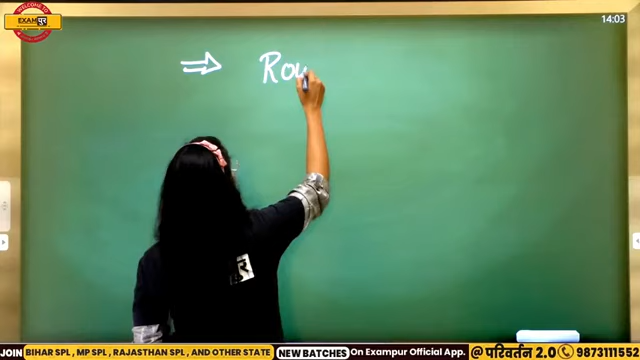 EXAMपुर
14:03
⇒ Rou
JOIN BIHAR SPL , MP SPL , RAJASTHAN SPL , AND OTHER STATE NEW BATCHES On Exampur Official App. @परिवर्तन 2.0 9873111552